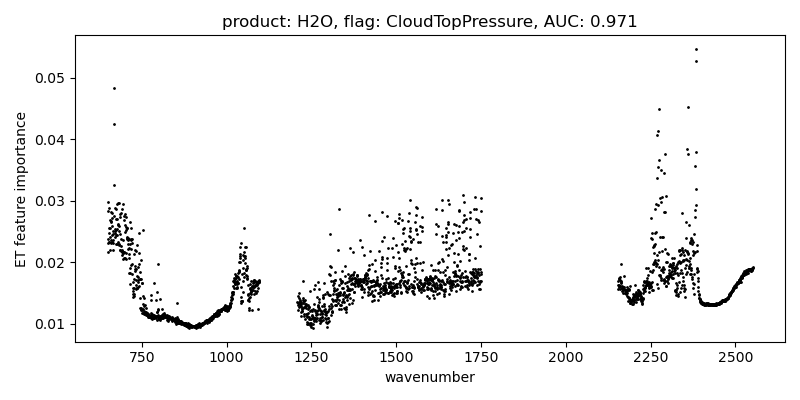 product: H2O, flag: CloudTopPressure, AUC: 0.971
ET feature importance
0.05
0.04
0.03
0.02
0.01
750 1000 1250 1500 1750 2000 2250 2500
wavenumber